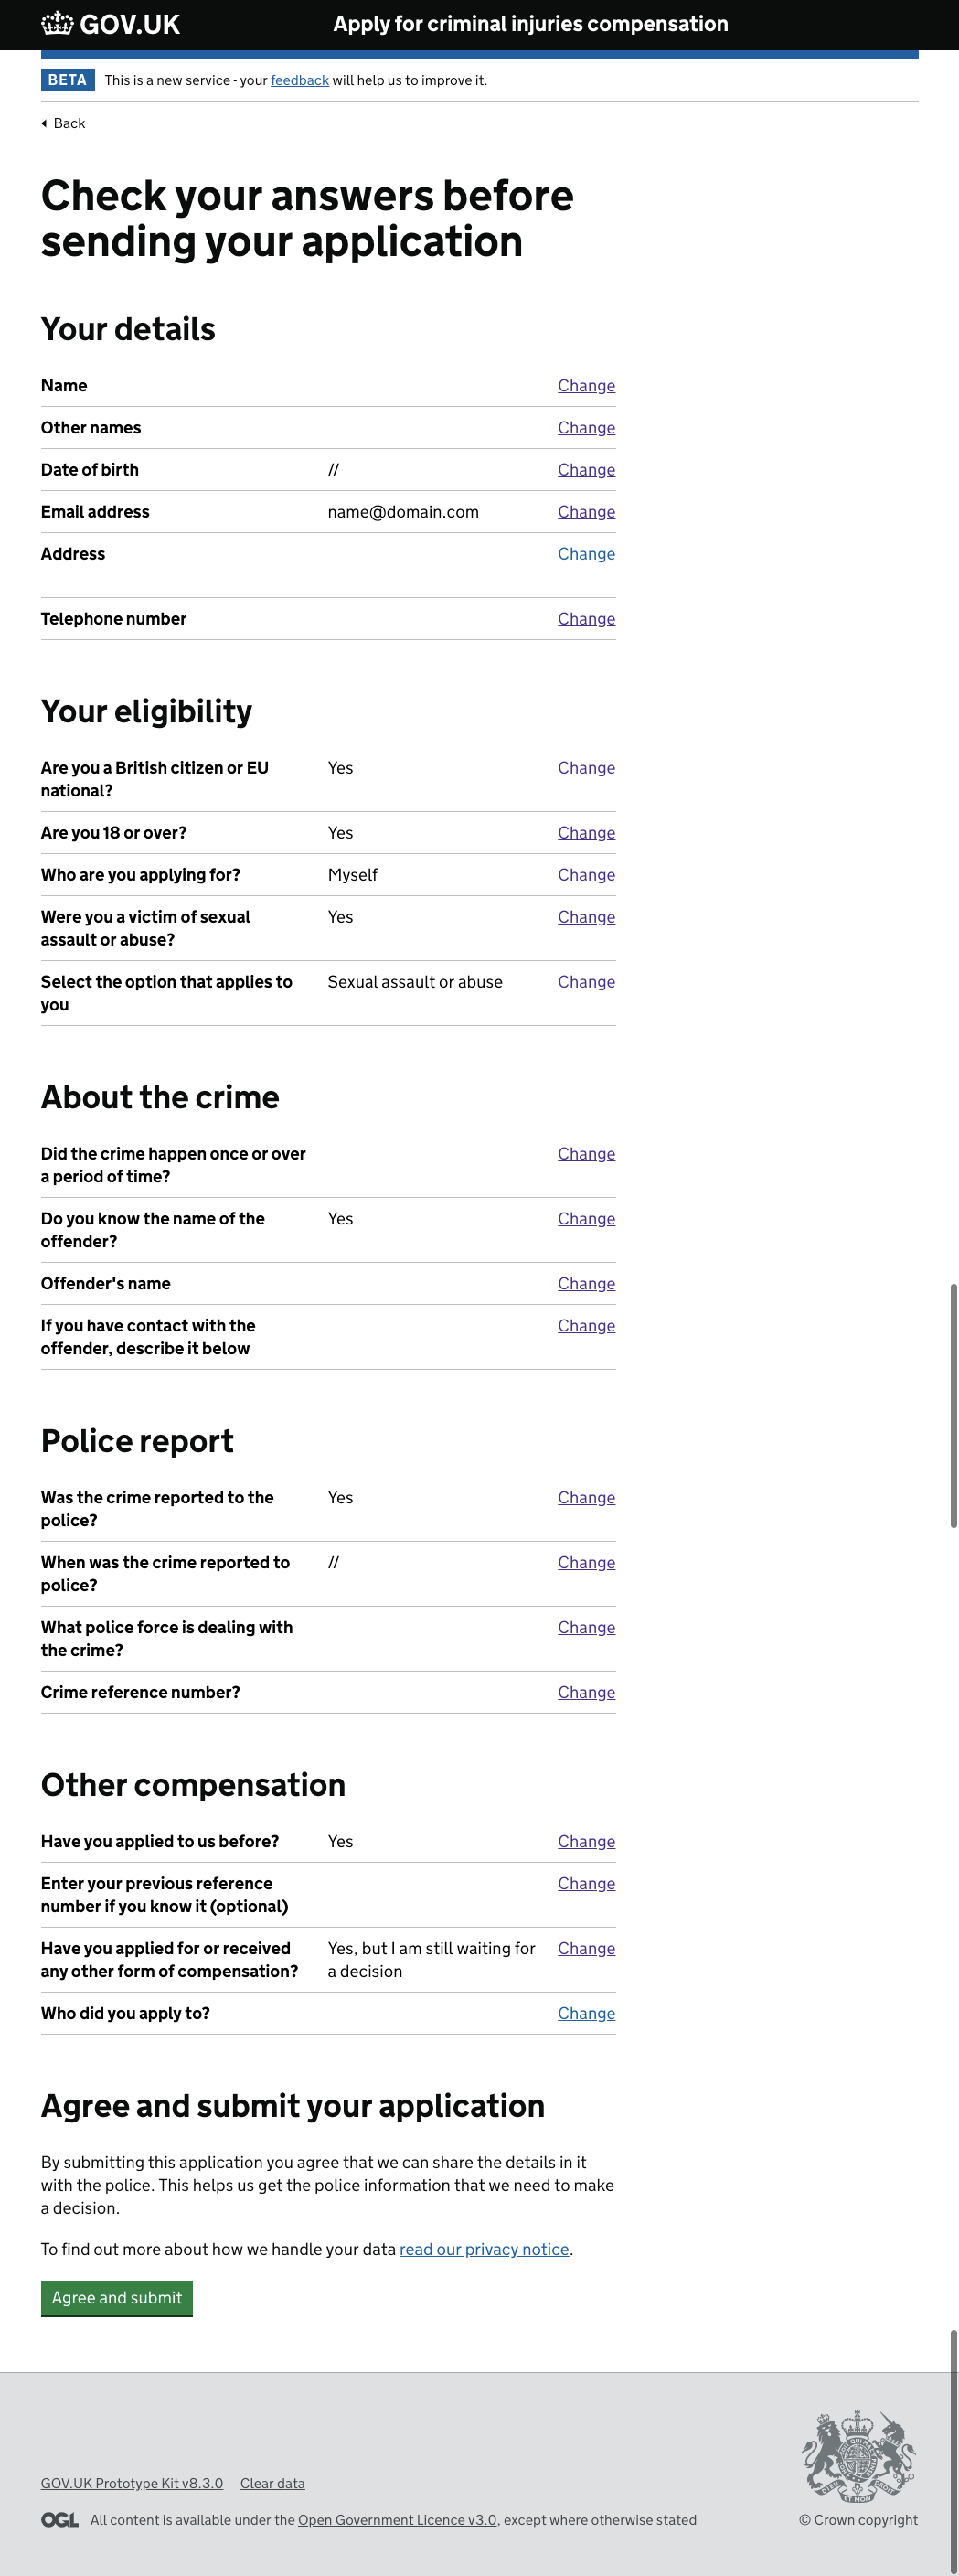 GOV.UK Apply for criminal injuries compensation
BETA This is a new service - your feedback will help us to improve it.
Back
Check your answers before
sending your application
Your details
Name Change
Other names Change
Date of birth // Change
Email address name@domain.com Change
Address Change
Telephone number Change
Your eligibility
Are you a British citizen or EU Yes Change
national?
Are you 18 or over? Yes Change
Who are you applying for? Myself Change
Were you a victim of sexual Yes Change
assault or abuse?
Select the option that applies to Sexual assault or abuse Change
you
About the crime
Did the crime happen once or over Change
a period of time?
Do you know the name of the Yes Change
offender?
Offender's name Change
If you have contact with the Change
offender, describe it below
Police report
Was the crime reported to the Yes Change
police?
When was the crime reported to // Change
police?
What police force is dealing with Change
the crime?
Crime reference number? Change
Other compensation
Have you applied to us before? Yes Change
Enter your previous reference Change
number if you know it (optional)
Have you applied for or received Yes, but I am still waiting for Change
any other form of compensation? a decision
Who did you apply to? Change
Agree and submit your application
By submitting this application you agree that we can share the details in it
with the police. This helps us get the police information that we need to make
a decision.
To find out more about how we handle your data read our privacy notice.
Agree and submit
GOV.UK Prototype Kit v8.3.0 Clear data
OGL All content is available under the Open Government Licence v3.0, except where otherwise stated © Crown copyright